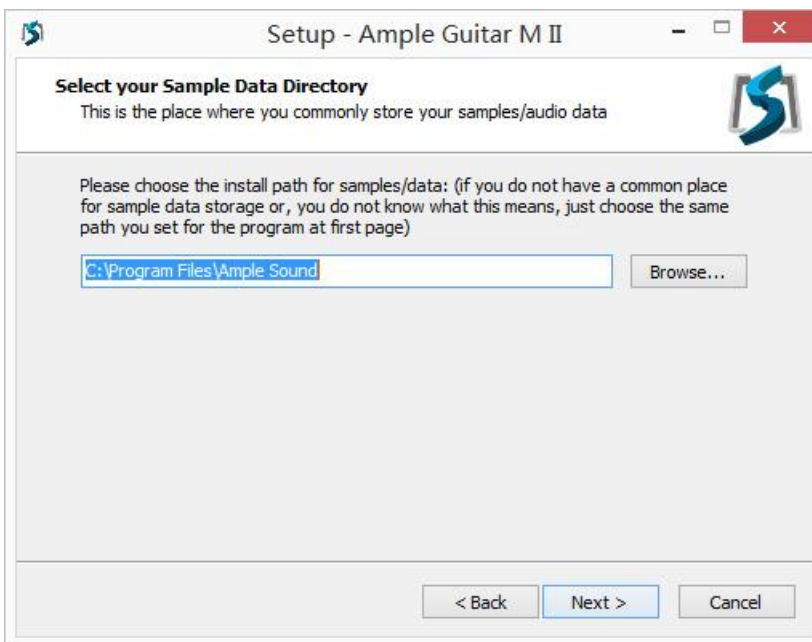 Setup - Ample Guitar M II
Select your Sample Data Directory
This is the place where you commonly store your samples/audio data
Please choose the install path for samples/data: (if you do not have a common place
for sample data storage or, you do not know what this means, just choose the same
path you set for the program at first page)
C:\Program Files\Ample Sound
Browse...
< Back
Next >
Cancel